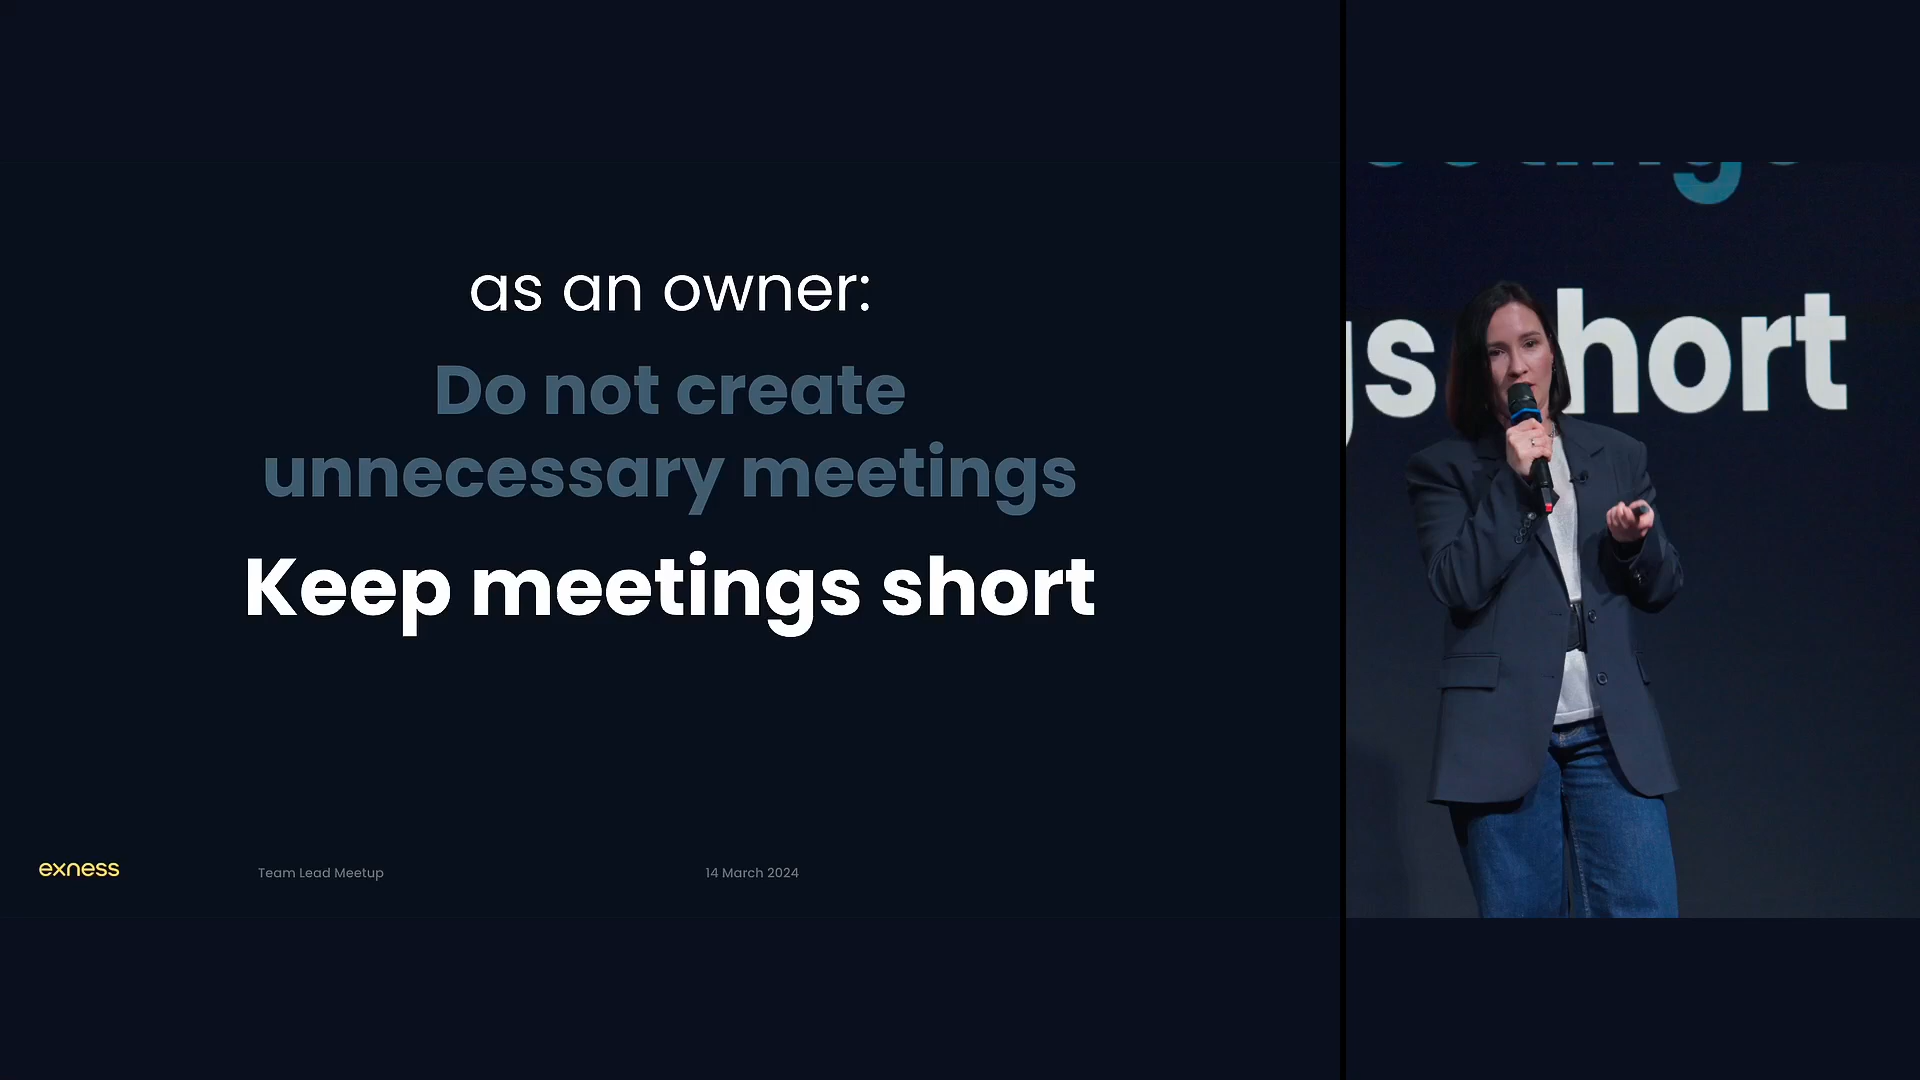 as an owner:
Do not create
unnecessary meetings
Keep meetings short
exness
Team Lead Meetup
14 March 2024
gs short